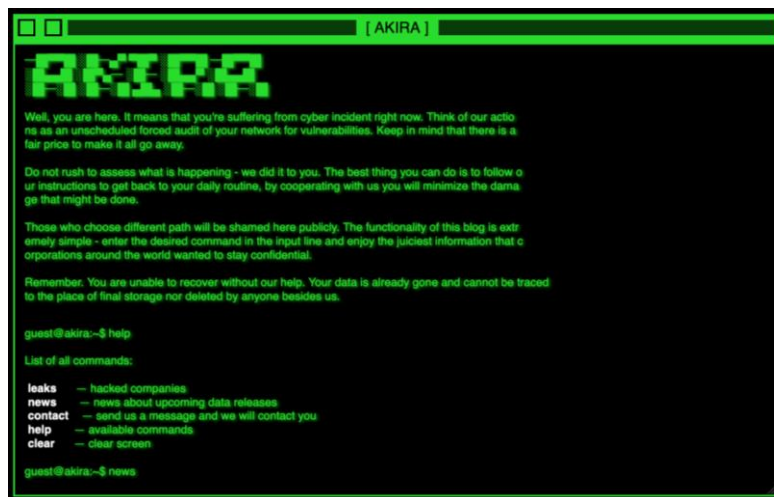 [ AKIRA ]
AKIRA
Well, you are here. It means that you're suffering from cyber incident right now. Think of our actio
ns as an unscheduled forced audit of your network for vulnerabilities. Keep in mind that there is a
fair price to make it all go away.
Do not rush to assess what is happening - we did it to you. The best thing you can do is to follow o
ur instructions to get back to your daily routine, by cooperating with us you will minimize the dama
ge that might be done.
Those who choose different path will be shamed here publicly. The functionality of this blog is extr
emely simple - enter the desired command in the input line and enjoy the juiciest information that c
orporations around the world wanted to stay confidential.
Remember. You are unable to recover without our help. Your data is already gone and cannot be traced
to the place of final storage nor deleted by anyone besides us.
guest@akira:~$ help
List of all commands:
leaks — hacked companies
news — news about upcoming data releases
contact — send us a message and we will contact you
help — available commands
clear — clear screen
guest@akira:~$ news